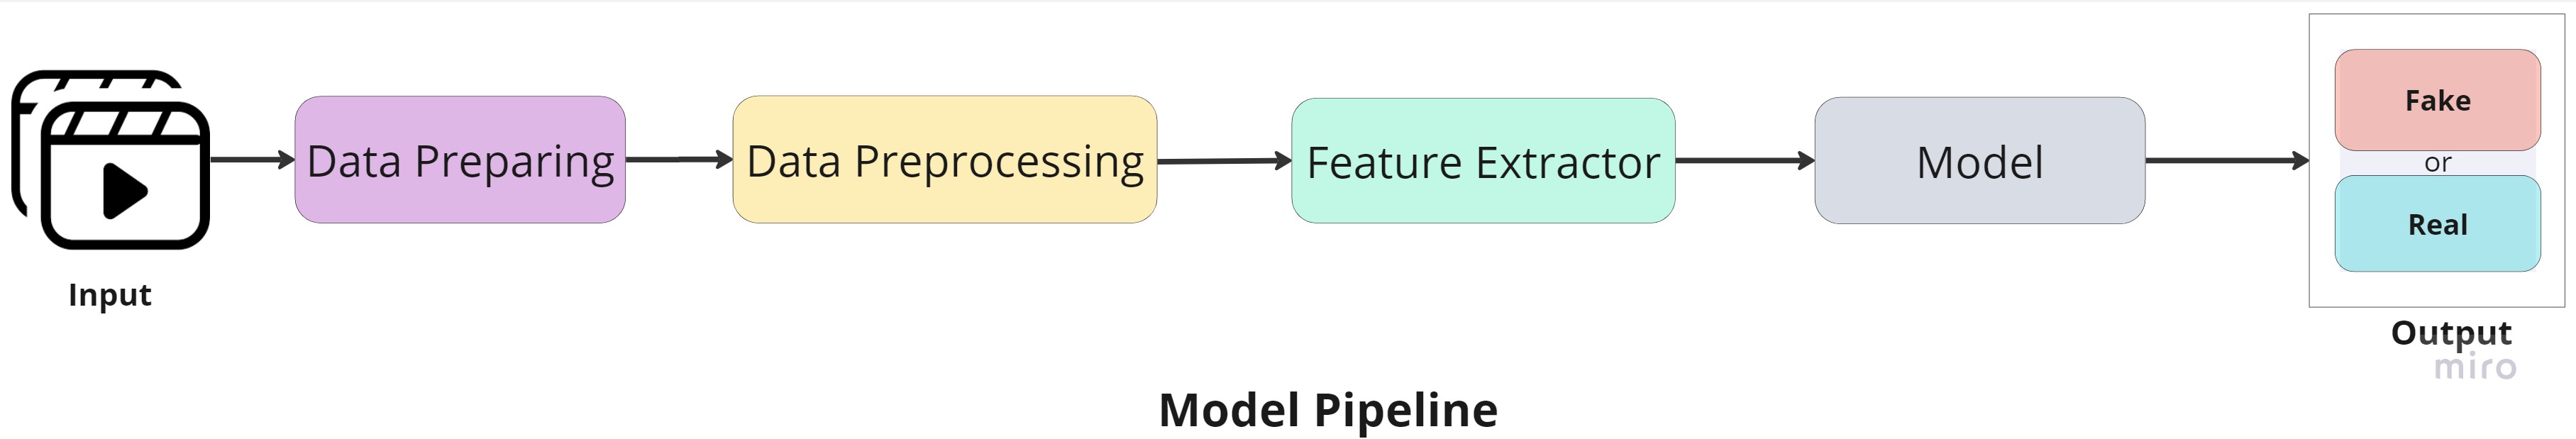 Input
Data Preparing
Data Preprocessing
Feature Extractor
Model
Fake
or
Real
Output
miro
Model Pipeline